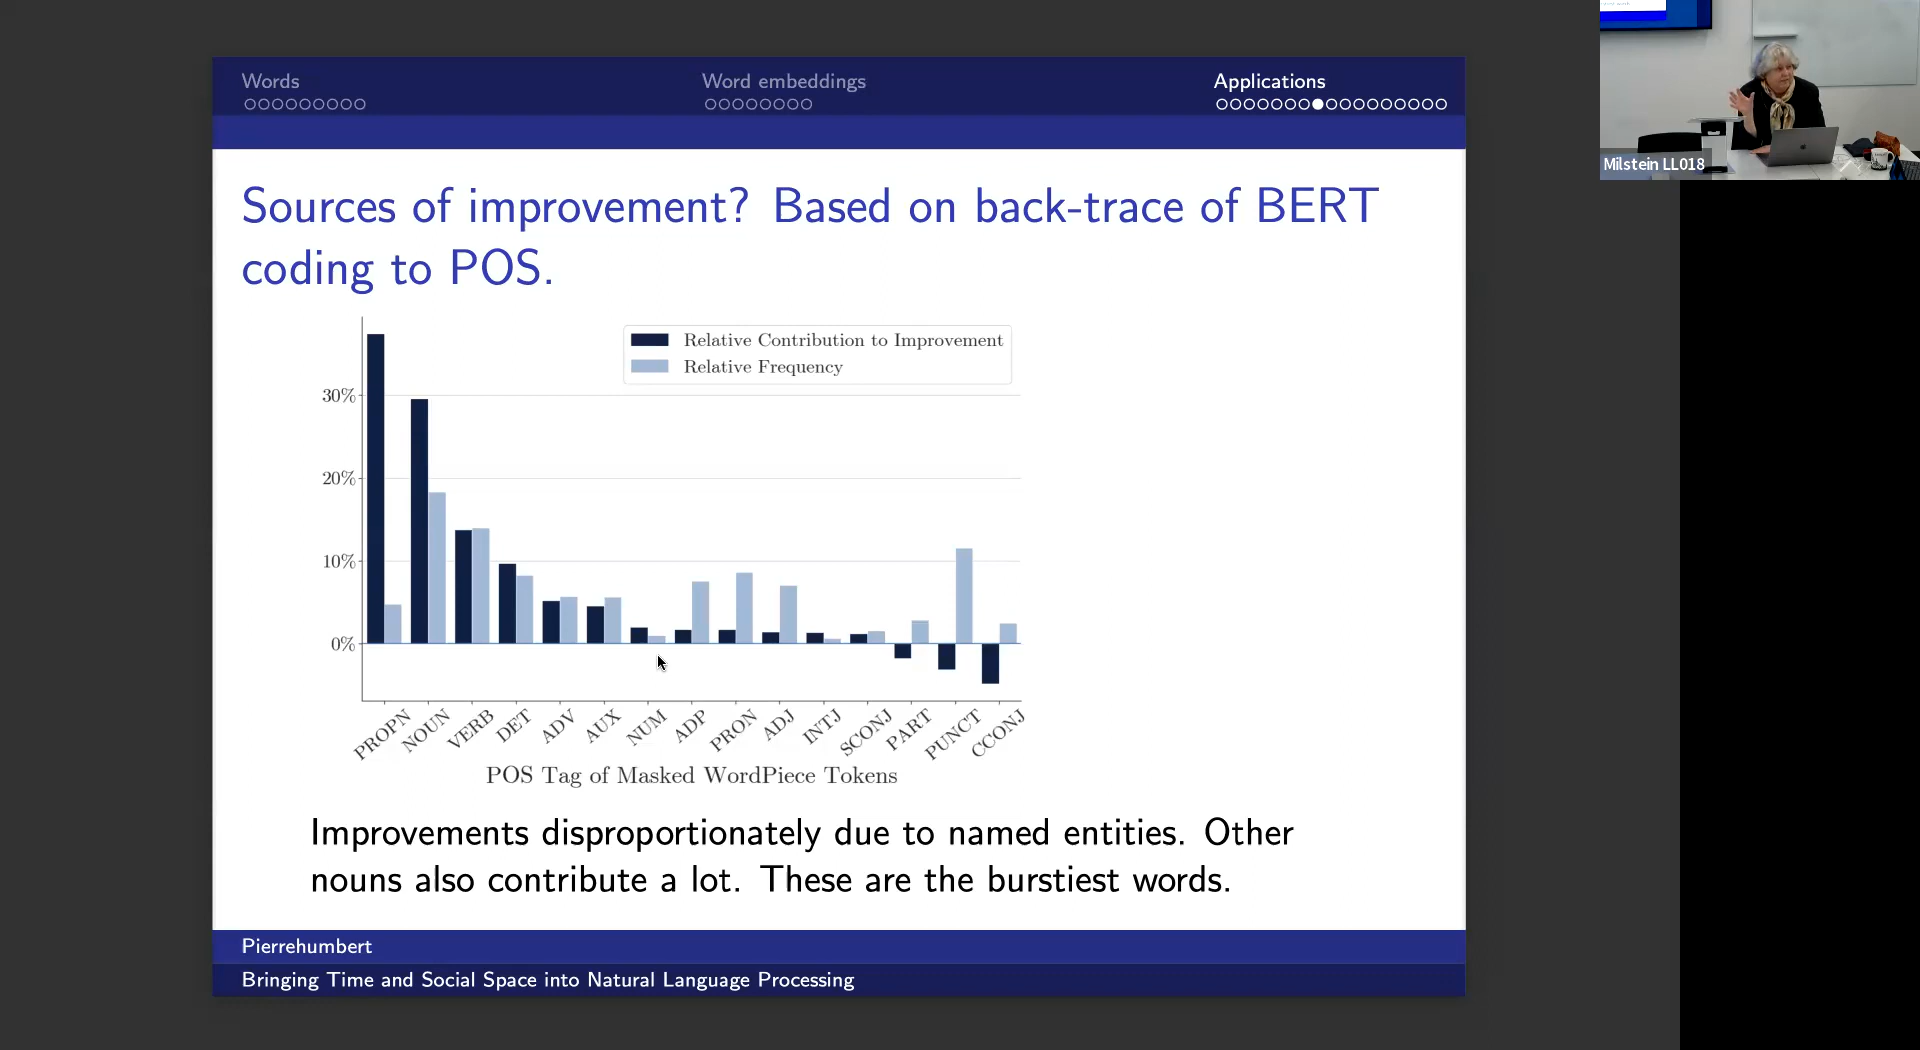 Words
Word embeddings
Applications
Sources of improvement? Based on back-trace of BERT
coding to POS.
Relative Contribution to Improvement
Relative Frequency
30%
20%
10%
0%
PROPN
NOUN
VERB
DET
ADV
AUX
NUM
ADP
PRON
ADJ
INTJ
SCONJ
PART
PUNCT
CCONJ
POS Tag of Masked WordPiece Tokens
Improvements disproportionately due to named entities. Other
nouns also contribute a lot. These are the burstiest words.
Pierrehumbert
Bringing Time and Social Space into Natural Language Processing
Milstein LL018